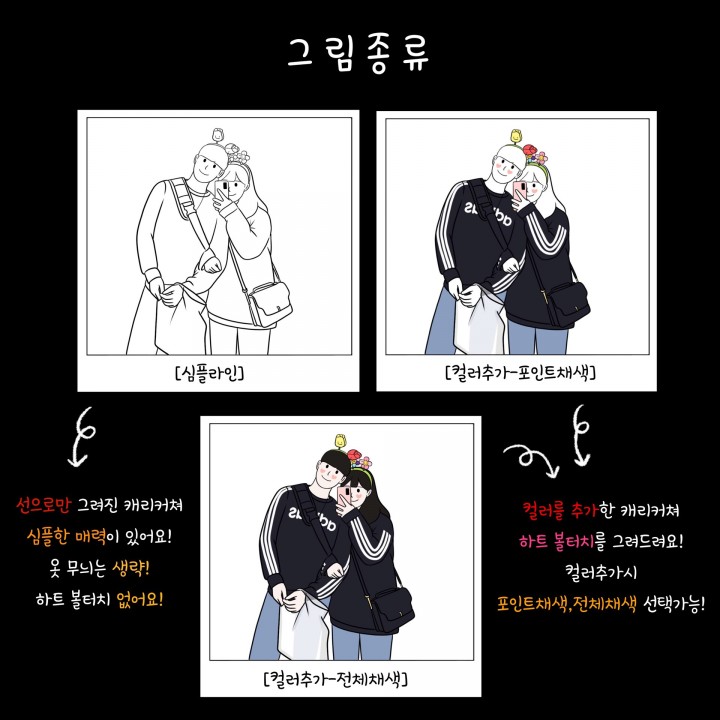 그림종류
[심플라인]
[컬러추가-포인트채색]
adidas
선으로만 그려진 캐리커쳐
심플한 매력이 있어요!
옷 무늬는 생략!
하트 볼터치 없어요!
컬러를 추가한 캐리커쳐
하트 볼터치를 그려드려요!
컬러추가시
포인트채색,전체채색 선택가능!
adidas
[컬러추가-전체채색]